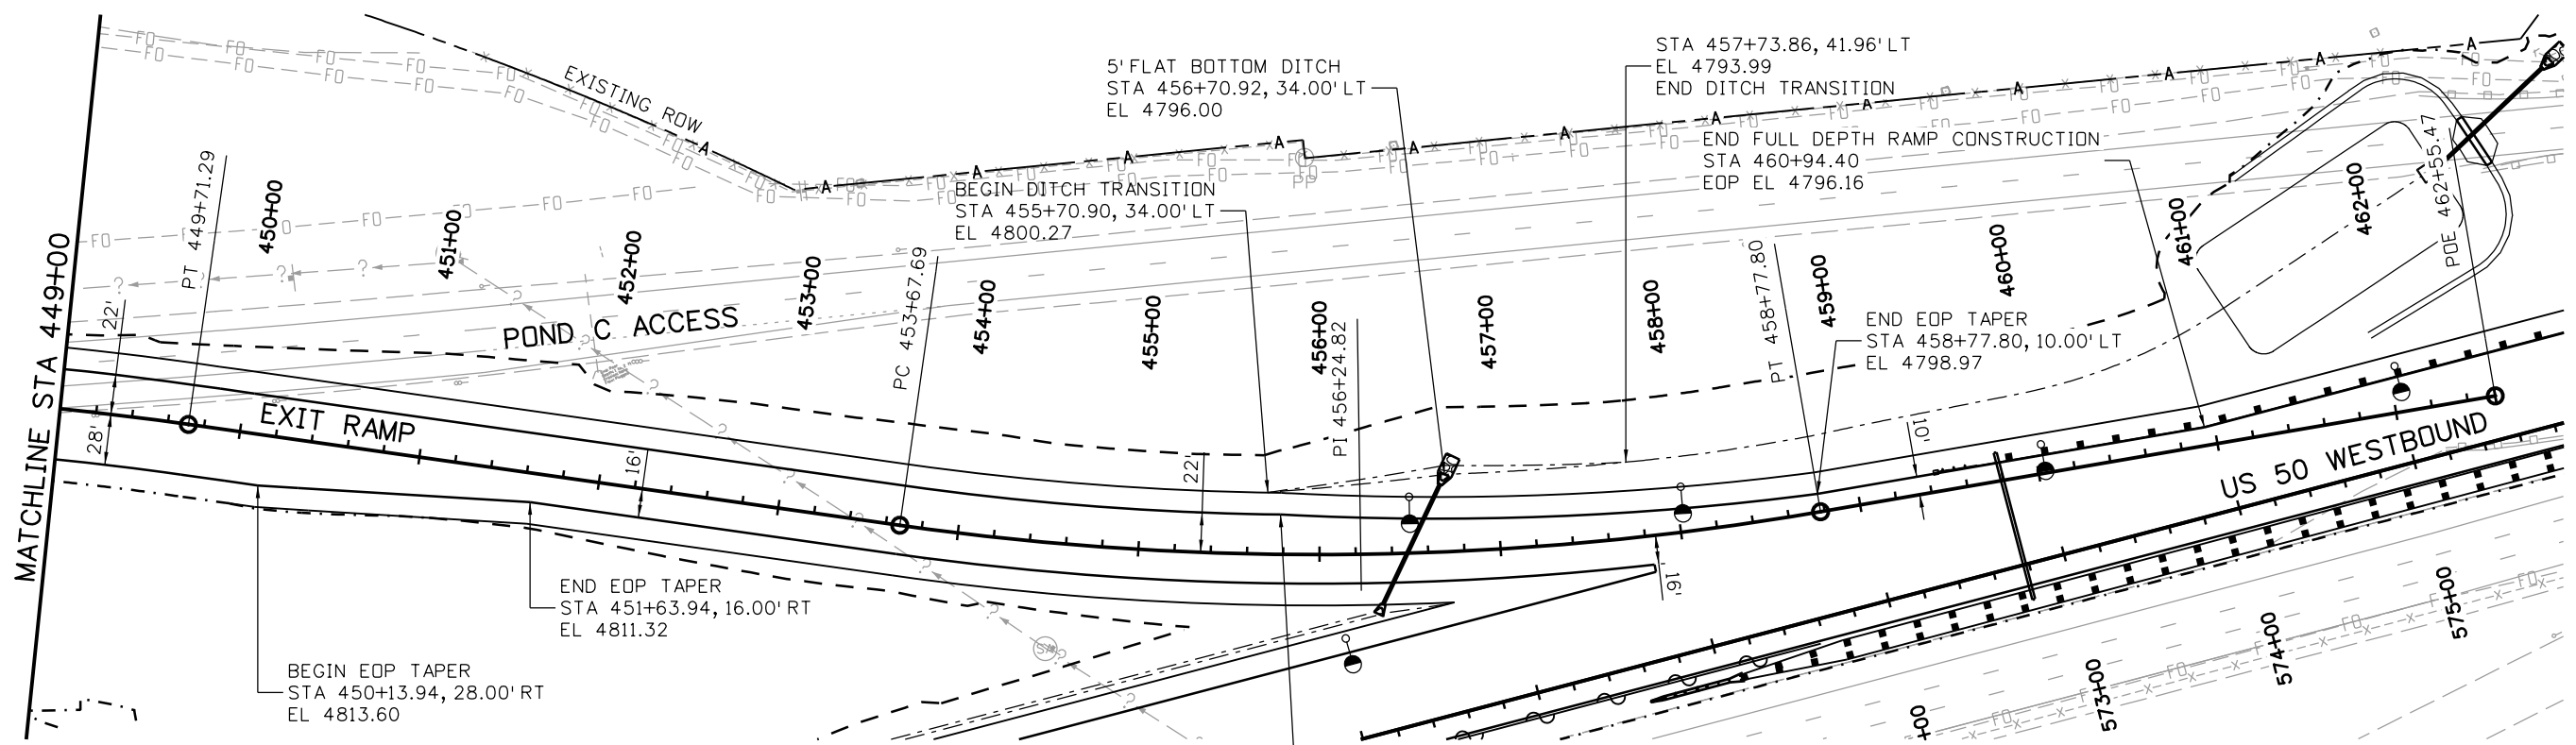 MATCHLINE STA 449+00
EXISTING ROW
5' FLAT BOTTOM DITCH
STA 456+70.92, 34.00' LT
EL 4796.00
STA 457+73.86, 41.96' LT
EL 4793.99
END DITCH TRANSITION
END FULL DEPTH RAMP CONSTRUCTION
STA 460+94.40
EOP EL 4796.16
BEGIN DITCH TRANSITION
STA 455+70.90, 34.00' LT
EL 4800.27
PT 449+71.29
450+00
451+00
452+00
453+00
PC 453+67.69
454+00
455+00
456+00
PI 456+24.82
457+00
458+00
PT 458+77.80
459+00
460+00
461+00
462+00
POE 462+55.47
PP
22'
POND C ACCESS
EXIT RAMP
28'
16'
22'
10'
16'
END EOP TAPER
STA 458+77.80, 10.00' LT
EL 4798.97
US 50 WESTBOUND
END EOP TAPER
STA 451+63.94, 16.00' RT
EL 4811.32
BEGIN EOP TAPER
STA 450+13.94, 28.00' RT
EL 4813.60
573+00
574+00
575+00
FO
A